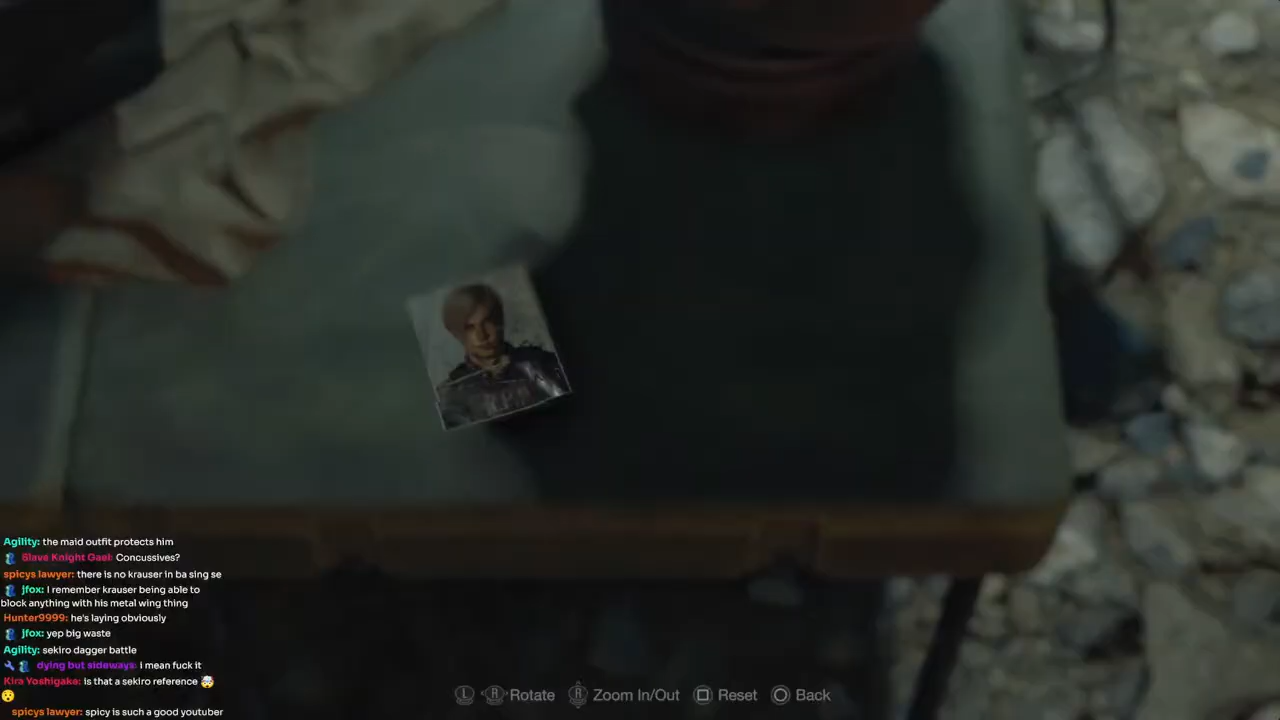 Agility: the maid outfit protects him
Slave Knight Gael: Concussives?
spicys lawyer: there is no krauser in ba sing se
jfox: I remember krauser being able to
block anything with his metal wing thing
Hunter9999: he's laying obviously
jfox: yep big waste
Agility: sekiro dagger battle
dying but sideways: i mean fuck it
Kira Yoshigake: is that a sekiro reference 🤯
😯
spicys lawyer: spicy is such a good youtuber
L R Rotate R Zoom In/Out Reset Back